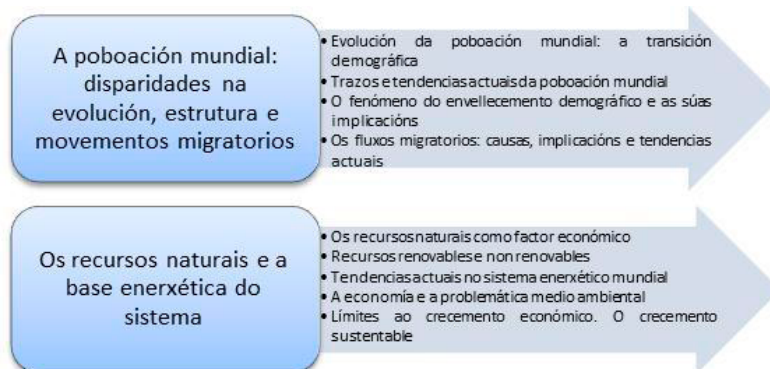 A poboación mundial:
disparidades na
evolución, estrutura e
movementos migratorios
• Evolución da poboación mundial: a transición
demográfica
• Trazos e tendencias actuais da poboación mundial
• O fenómeno do envellecemento demográfico e as súas
implicacións
• Os fluxos migratorios: causas, implicacións e tendencias
actuais
Os recursos naturais e a
base enerxética do
sistema
• Os recursos naturais como factor económico
• Recursos renovables e non renovables
• Tendencias actuais no sistema enerxético mundial
• A economía e a problemática medio ambiental
• Límites ao crecemento económico. O crecemento
sustentable